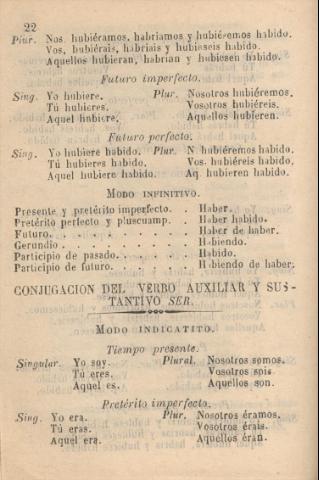 22
Plur. Nos. hubiéramos, habriamos y hubiésemos habido.
Vos, hubiérais, habriais y hubieseis habido.
Aquellos hubieran, habrian y hubiesen habido.
Futuro imperfecto.
Sing. Yo hubiere. Plur. Nosotros hubiéremos.
Tú hubieres. Vosotros hubiéreis.
Aquel hubiere. Aquellos hubieren.
Futuro perfecto.
Sing. Yo hubiere habido. Plur. N. hubiéremos habido.
Tú hubieres habido. Vos. hubiéreis habido.
Aquel hubiere habido. Aq. hubieren habido.
MODO INFINITIVO.
Presente y pretérito imperfecto. . Haber.
Pretérito perfecto y pluscuamp. . Haber habido.
Futuro. . . . . . . . . . Haber de haber.
Gerundio . . . . . . . . . Habiendo.
Participio de pasado. . . . . . Habido.
Participio de futuro. . . . . . Habiendo de haber.
CONJUGACION DEL VERBO AUXILIAR Y SUS-
TANTIVO SER.
MODO INDICATITO.
Tiempo presente.
Singular. Yo soy. Plural. Nosotros somos.
Tú eres. Vosotros sois
Aquel es. Aquellos son.
Pretérito imperfecto.
Sing. Yo era. Plur. Nosotros éramos.
Tú eras. Vosotros érais.
Aquel era. Aquellos éran.